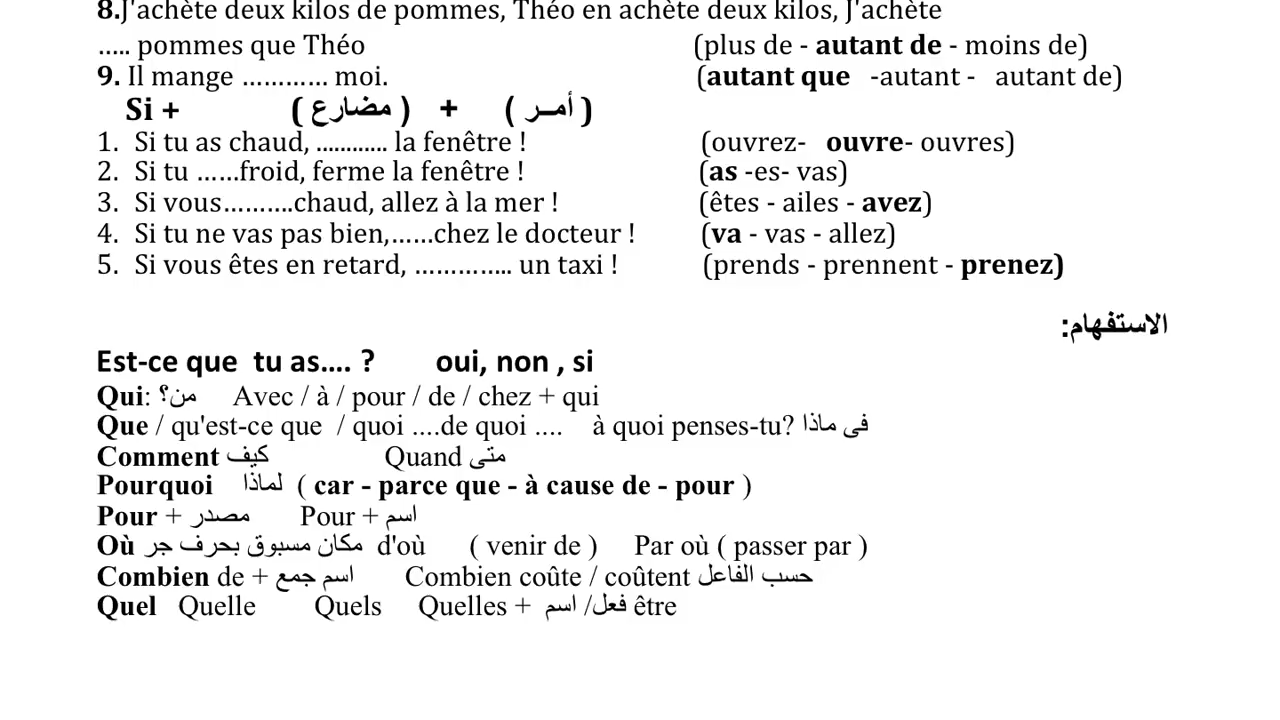 8.J'achète deux kilos de pommes, Théo en achète deux kilos, J'achète
….. pommes que Théo (plus de - autant de - moins de)
9. Il mange ………… moi. (autant que -autant - autant de)
Si + ( مضارع ) + ( أمــر )
1. Si tu as chaud, ............ la fenêtre ! (ouvrez- ouvre- ouvres)
2. Si tu ……froid, ferme la fenêtre ! (as -es- vas)
3. Si vous……….chaud, allez à la mer ! (êtes - ailes - avez)
4. Si tu ne vas pas bien,……chez le docteur ! (va - vas - allez)
5. Si vous êtes en retard, ………….. un taxi ! (prends - prennent - prenez)
الاستفهام:
Est-ce que tu as…. ? oui, non , si
Qui: من؟ Avec / à / pour / de / chez + qui
Que / qu'est-ce que / quoi ....de quoi .... à quoi penses-tu? فى ماذا
Comment كيف Quand متى
Pourquoi لماذا ( car - parce que - à cause de - pour )
Pour + مصدر Pour + اسم
Où مكان مسبوق بحرف جر d'où ( venir de ) Par où ( passer par )
Combien de + اسم جمع Combien coûte / coûtent حسب الفاعل
Quel Quelle Quels Quelles + اسم /فعل être